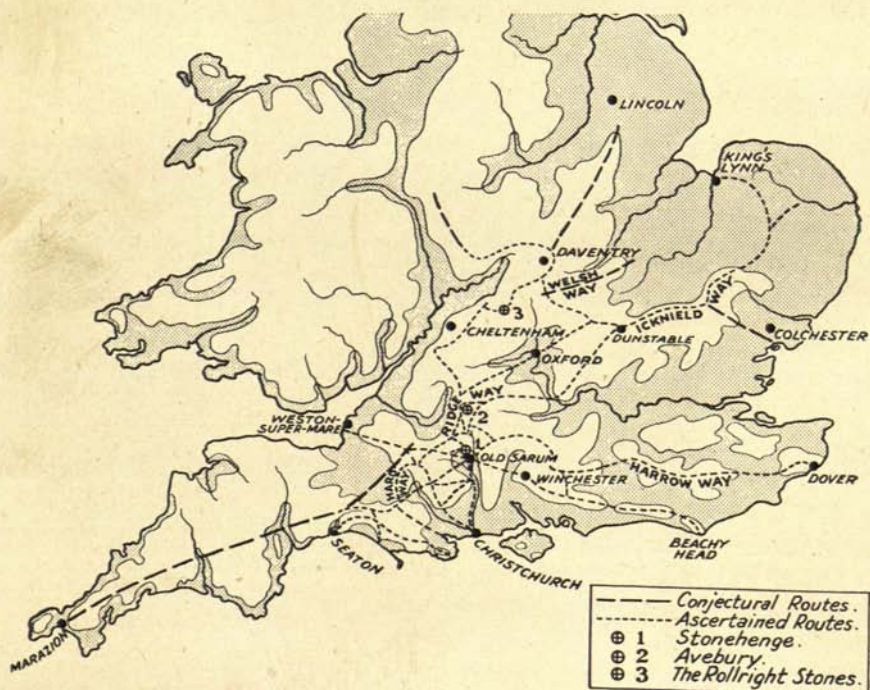 LINCOLN
KING'S
LYNN
DAVENTRY
WELSH
WAY
3
ICKNIELD WAY
CHELTENHAM
DUNSTABLE
COLCHESTER
OXFORD
RIDGE WAY
2
WESTON-
SUPER-MARE
1
OLD SARUM
HARROW WAY
DOVER
WINCHESTER
HARROW WAY
BEACHY
HEAD
SEATON
CHRISTCHURCH
MARAZION
Conjectural Routes.
Ascertained Routes.
1 Stonehenge.
2 Avebury.
3 The Rollright Stones.